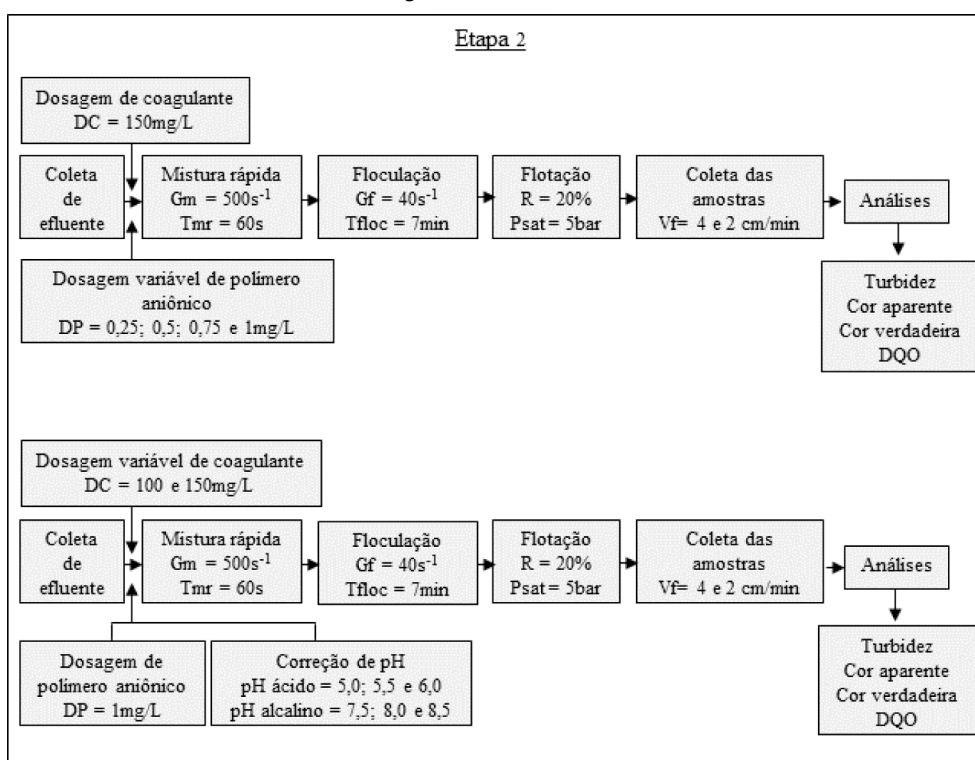 Etapa 2
Dosagem de coagulante
DC = 150mg/L
Coleta
de
efluente
Mistura rápida
Gm = 500s⁻¹
Tmr = 60s
Floculação
Gf = 40s⁻¹
Tfloc = 7min
Flotação
R = 20%
Psat= 5bar
Coleta das
amostras
Vf= 4 e 2 cm/min
Análises
Dosagem variável de polímero
aniônico
DP = 0,25; 0,5; 0,75 e 1mg/L
Turbidez
Cor aparente
Cor verdadeira
DQO
Dosagem variável de coagulante
DC = 100 e 150mg/L
Coleta
de
efluente
Mistura rápida
Gm = 500s⁻¹
Tmr = 60s
Floculação
Gf = 40s⁻¹
Tfloc = 7min
Flotação
R = 20%
Psat= 5bar
Coleta das
amostras
Vf= 4 e 2 cm/min
Análises
Dosagem de
polímero aniônico
DP = 1mg/L
Correção de pH
pH ácido = 5,0; 5,5 e 6,0
pH alcalino = 7,5; 8,0 e 8,5
Turbidez
Cor aparente
Cor verdadeira
DQO